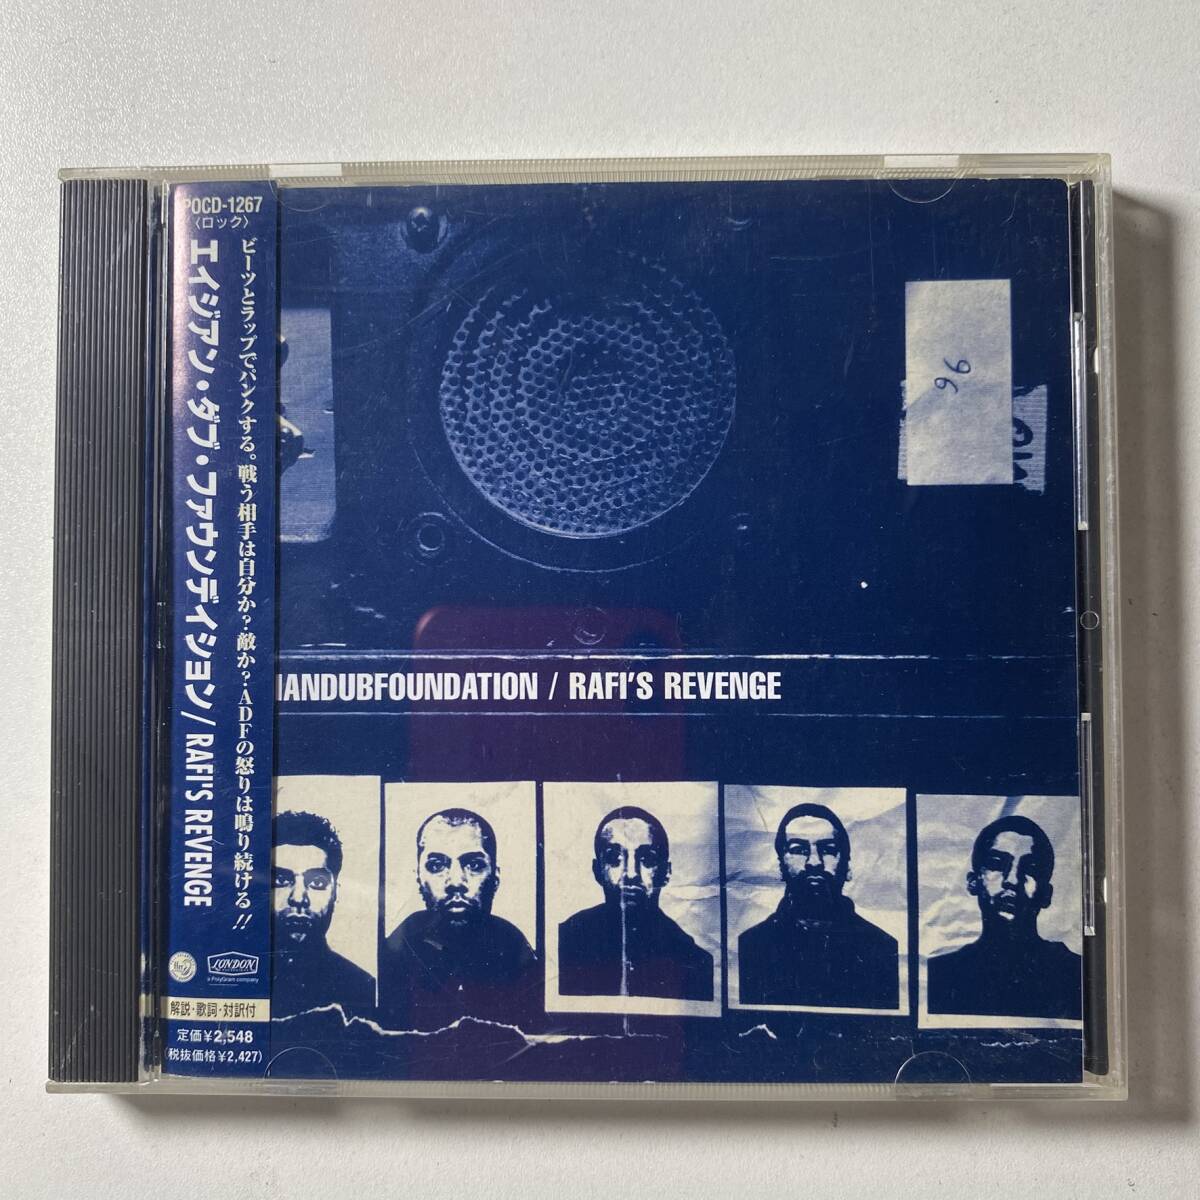 POCD-1267
〈ロック〉
エイジアン・ダブ・ファウンデイション/RAFI'S REVENGE
ビーツとラップでパンクする。戦う相手は自分か?敵か?ADFの怒りは鳴り続ける!!
LONDON
a PolyGram company
解説・歌詞・対訳付
定価¥2,548
(税抜価格¥2,427)
96
IANDUBFOUNDATION / RAFI'S REVENGE